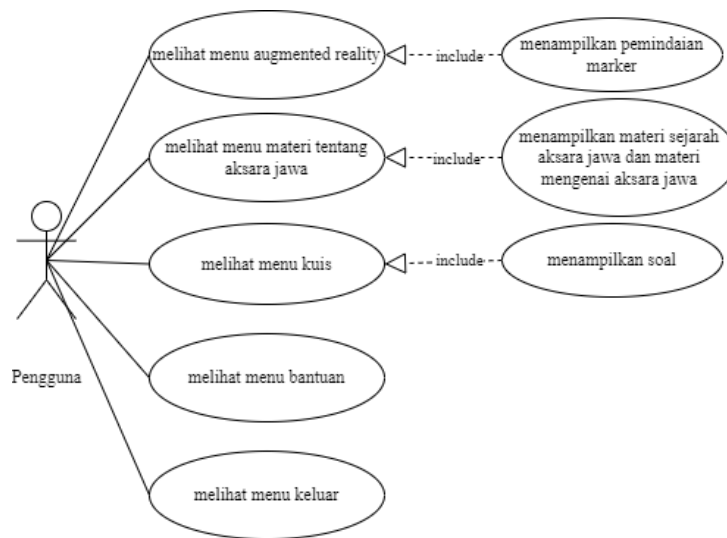 melihat menu augmented reality
include
menampilkan pemindaian
marker
melihat menu materi tentang
aksara jawa
include
menampilkan materi sejarah
aksara jawa dan materi
mengenai aksara jawa
melihat menu kuis
include
menampilkan soal
Pengguna
melihat menu bantuan
melihat menu keluar